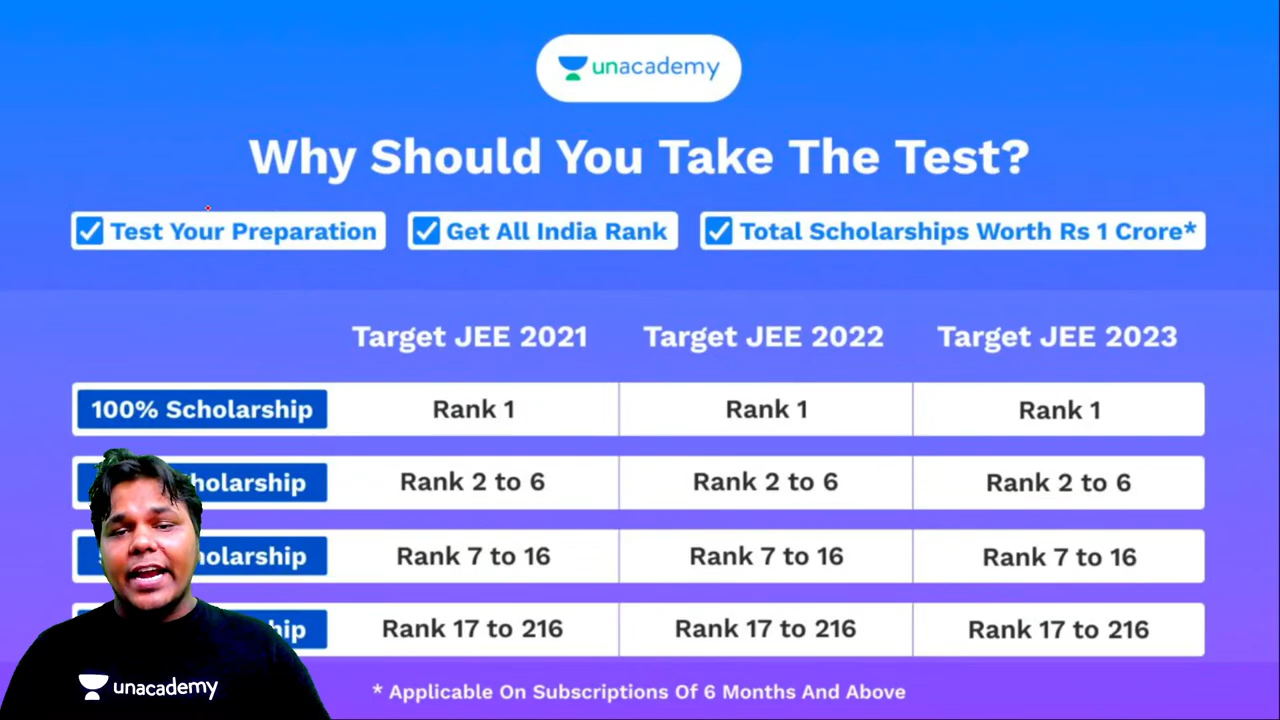 unacademy
Why Should You Take The Test?
Test Your Preparation Get All India Rank Total Scholarships Worth Rs 1 Crore*
Target JEE 2021 Target JEE 2022 Target JEE 2023
100% Scholarship Rank 1 Rank 1 Rank 1
Rank 2 to 6 Rank 2 to 6 Rank 2 to 6
Rank 7 to 16 Rank 7 to 16 Rank 7 to 16
Rank 17 to 216 Rank 17 to 216 Rank 17 to 216
unacademy
* Applicable On Subscriptions Of 6 Months And Above